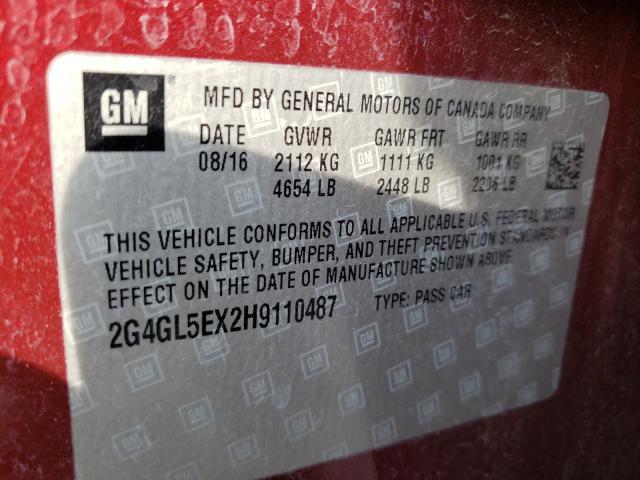 GM
MFD BY GENERAL MOTORS OF CANADA COMPANY
DATE GVWR GAWR FRT GAWR RR
08/16 2112 KG 1111 KG 1001 KG
4654 LB 2448 LB 2206 LB
THIS VEHICLE CONFORMS TO ALL APPLICABLE U.S. FEDERAL MOTOR
VEHICLE SAFETY, BUMPER, AND THEFT PREVENTION STANDARDS IN
EFFECT ON THE DATE OF MANUFACTURE SHOWN ABOVE.
2G4GL5EX2H9110487 TYPE: PASS CAR